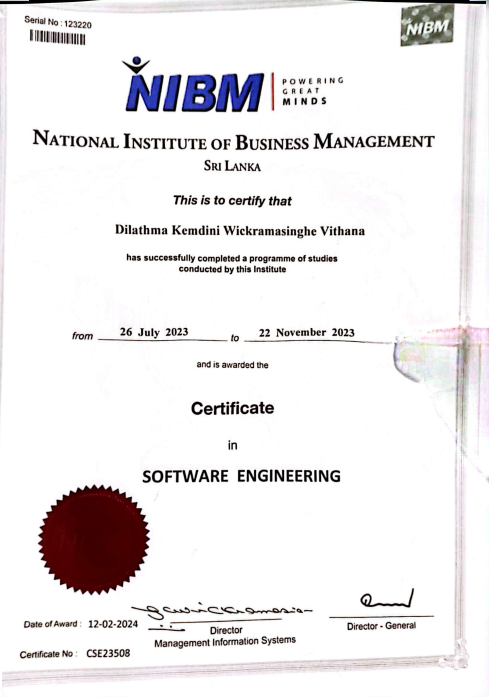 Serial No : 123220
NIBM
NIBM
POWERING
GREAT
MINDS
NATIONAL INSTITUTE OF BUSINESS MANAGEMENT
SRI LANKA
This is to certify that
Dilathma Kemdini Wickramasinghe Vithana
has successfully completed a programme of studies
conducted by this Institute
from 26 July 2023 to 22 November 2023
and is awarded the
Certificate
in
SOFTWARE ENGINEERING
Date of Award : 12-02-2024
Director
Management Information Systems
Director - General
Certificate No : CSE23508